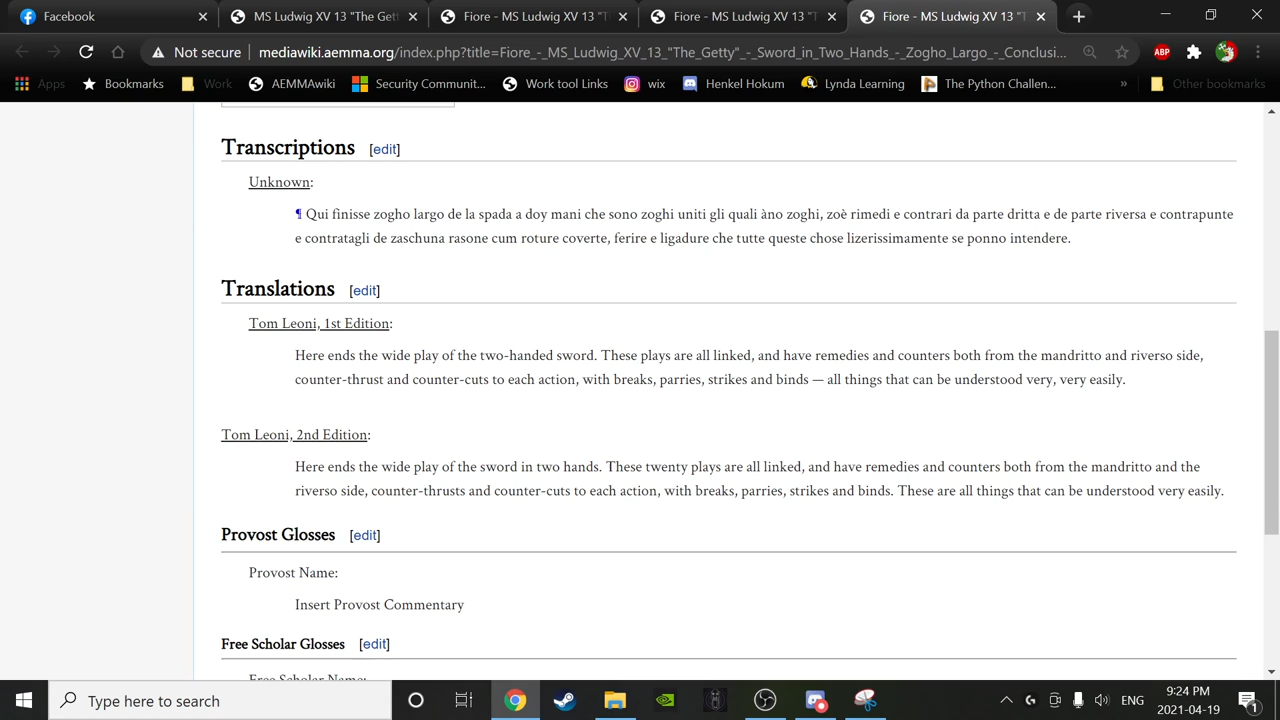 Facebook
MS Ludwig XV 13 "The Gett
Fiore - MS Ludwig XV 13 "T
Fiore - MS Ludwig XV 13 "T
Fiore - MS Ludwig XV 13 "T
Not secure
mediawiki.aemma.org/index.php?title=Fiore_-_MS_Ludwig_XV_13_"The_Getty"_-_Sword_in_Two_Hands_-_Zogho_Largo_-_Conclusi...
ABP
Apps
Bookmarks
Work
AEMMAwiki
Security Communit...
Work tool Links
wix
Henkel Hokum
Lynda Learning
The Python Challen...
»
Other bookmarks
Transcriptions [edit]
Unknown:
¶ Qui finisse zogho largo de la spada a doy mani che sono zoghi uniti gli quali àno zoghi, zoè rimedi e contrari da parte dritta e de parte riversa e contrapunte
e contratagli de zaschuna rasone cum roture coverte, ferire e ligadure che tutte queste chose lizerissimamente se ponno intendere.
Translations [edit]
Tom Leoni, 1st Edition:
Here ends the wide play of the two-handed sword. These plays are all linked, and have remedies and counters both from the mandritto and riverso side,
counter-thrust and counter-cuts to each action, with breaks, parries, strikes and binds — all things that can be understood very, very easily.
Tom Leoni, 2nd Edition:
Here ends the wide play of the sword in two hands. These twenty plays are all linked, and have remedies and counters both from the mandritto and the
riverso side, counter-thrusts and counter-cuts to each action, with breaks, parries, strikes and binds. These are all things that can be understood very easily.
Provost Glosses [edit]
Provost Name:
Insert Provost Commentary
Free Scholar Glosses [edit]
Free Scholar Name:
Type here to search
ENG
9:24 PM
2021-04-19
1